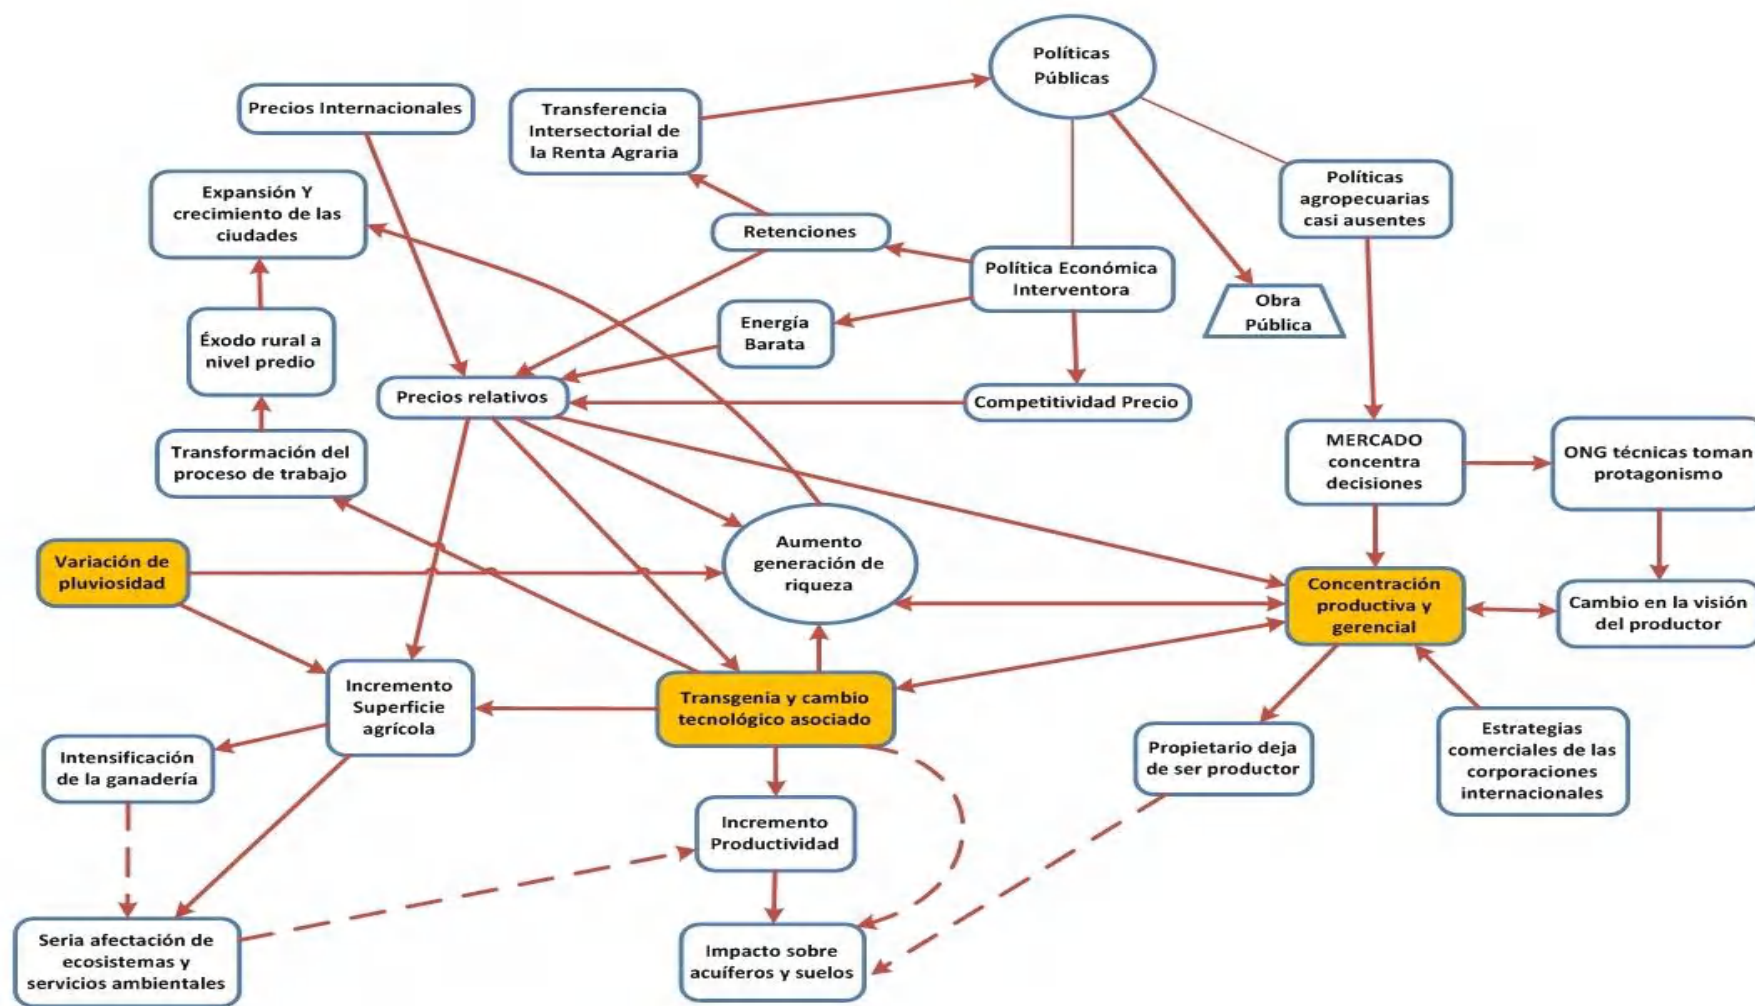 Políticas
Públicas
Precios Internacionales
Transferencia
Intersectorial de
la Renta Agraria
Expansión Y
crecimiento de las
ciudades
Políticas
agropecuarias
casi ausentes
Retenciones
Política Económica
Interventora
Obra
Pública
Energía
Barata
Éxodo rural a
nivel predio
Precios relativos
Competitividad Precio
Transformación del
proceso de trabajo
MERCADO
concentra
decisiones
ONG técnicas toman
protagonismo
Variación de
pluviosidad
Aumento
generación de
riqueza
Concentración
productiva y
gerencial
Cambio en la visión
del productor
Incremento
Superficie
agrícola
Transgenia y cambio
tecnológico asociado
Intensificación
de la ganadería
Propietario deja
de ser productor
Estrategias
comerciales de las
corporaciones
internacionales
Incremento
Productividad
Seria afectación de
ecosistemas y
servicios ambientales
Impacto sobre
acuíferos y suelos